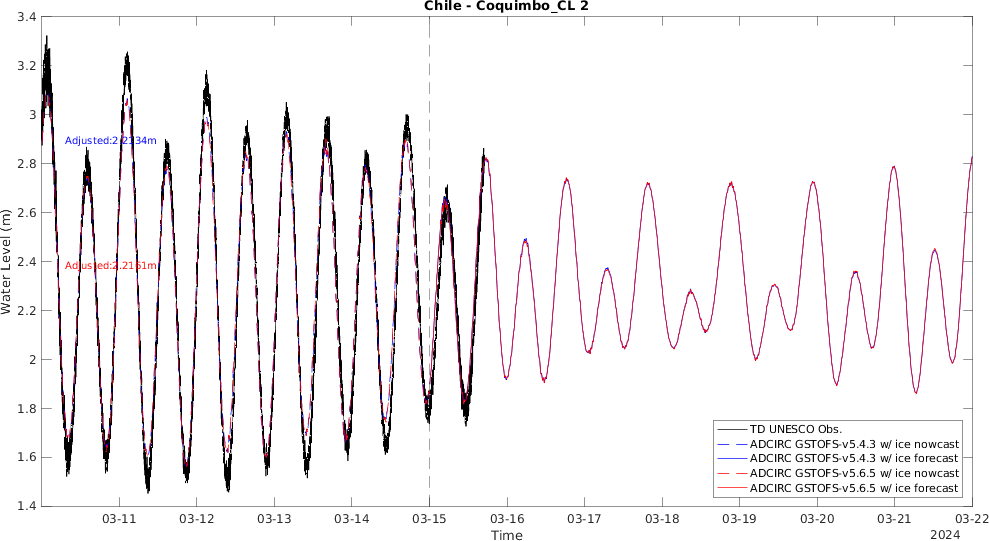 Chile - Coquimbo_CL 2
3.4
3.2
3
2.8
2.6
2.4
2.2
2
1.8
1.6
1.4
Water Level (m)
Adjusted:2.2334m
Adjusted:2.2161m
03-11
03-12
03-13
03-14
03-15
03-16
03-17
03-18
03-19
03-20
03-21
03-22
Time
2024
TD UNESCO Obs.
ADCIRC GSTOFS-v5.4.3 w/ ice nowcast
ADCIRC GSTOFS-v5.4.3 w/ ice forecast
ADCIRC GSTOFS-v5.6.5 w/ ice nowcast
ADCIRC GSTOFS-v5.6.5 w/ ice forecast